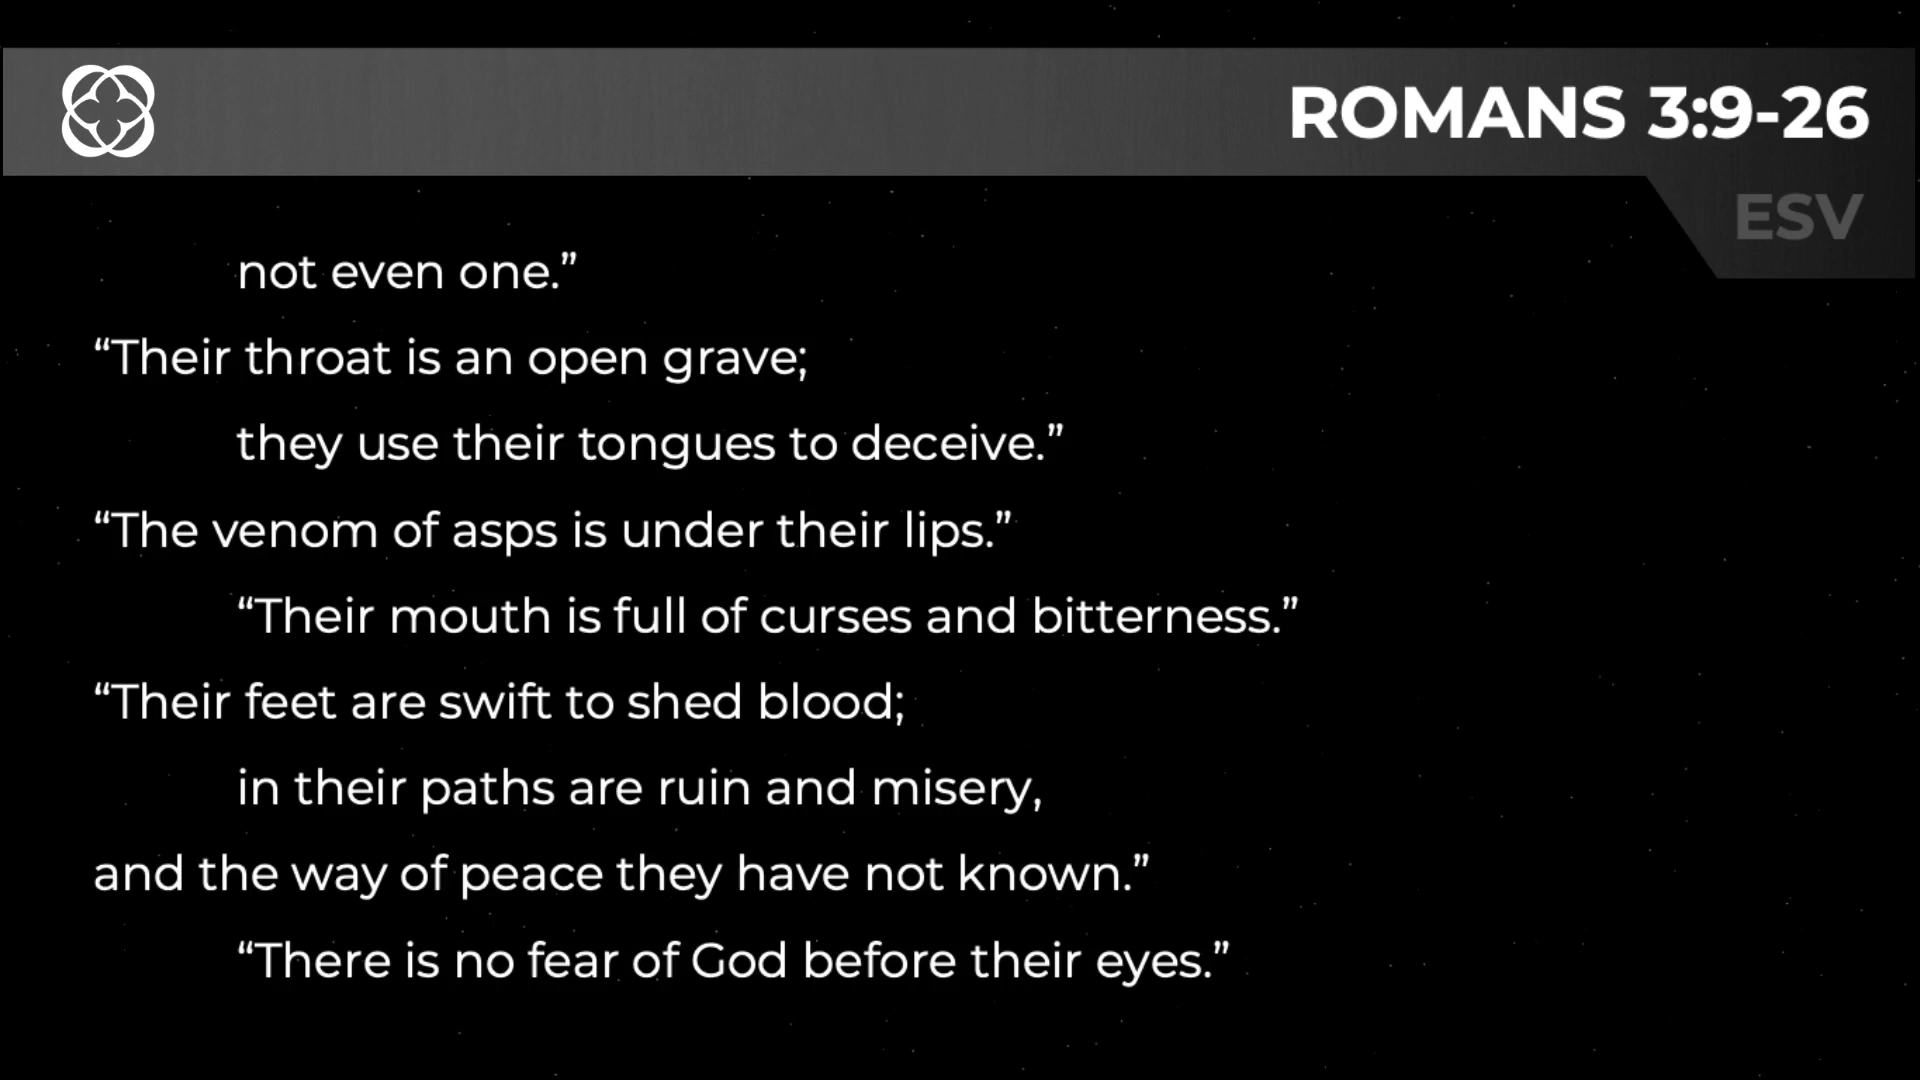 ROMANS 3:9-26
ESV
not even one.”
“Their throat is an open grave;
they use their tongues to deceive.”
“The venom of asps is under their lips.”
“Their mouth is full of curses and bitterness.”
“Their feet are swift to shed blood;
in their paths are ruin and misery,
and the way of peace they have not known.”
“There is no fear of God before their eyes.”